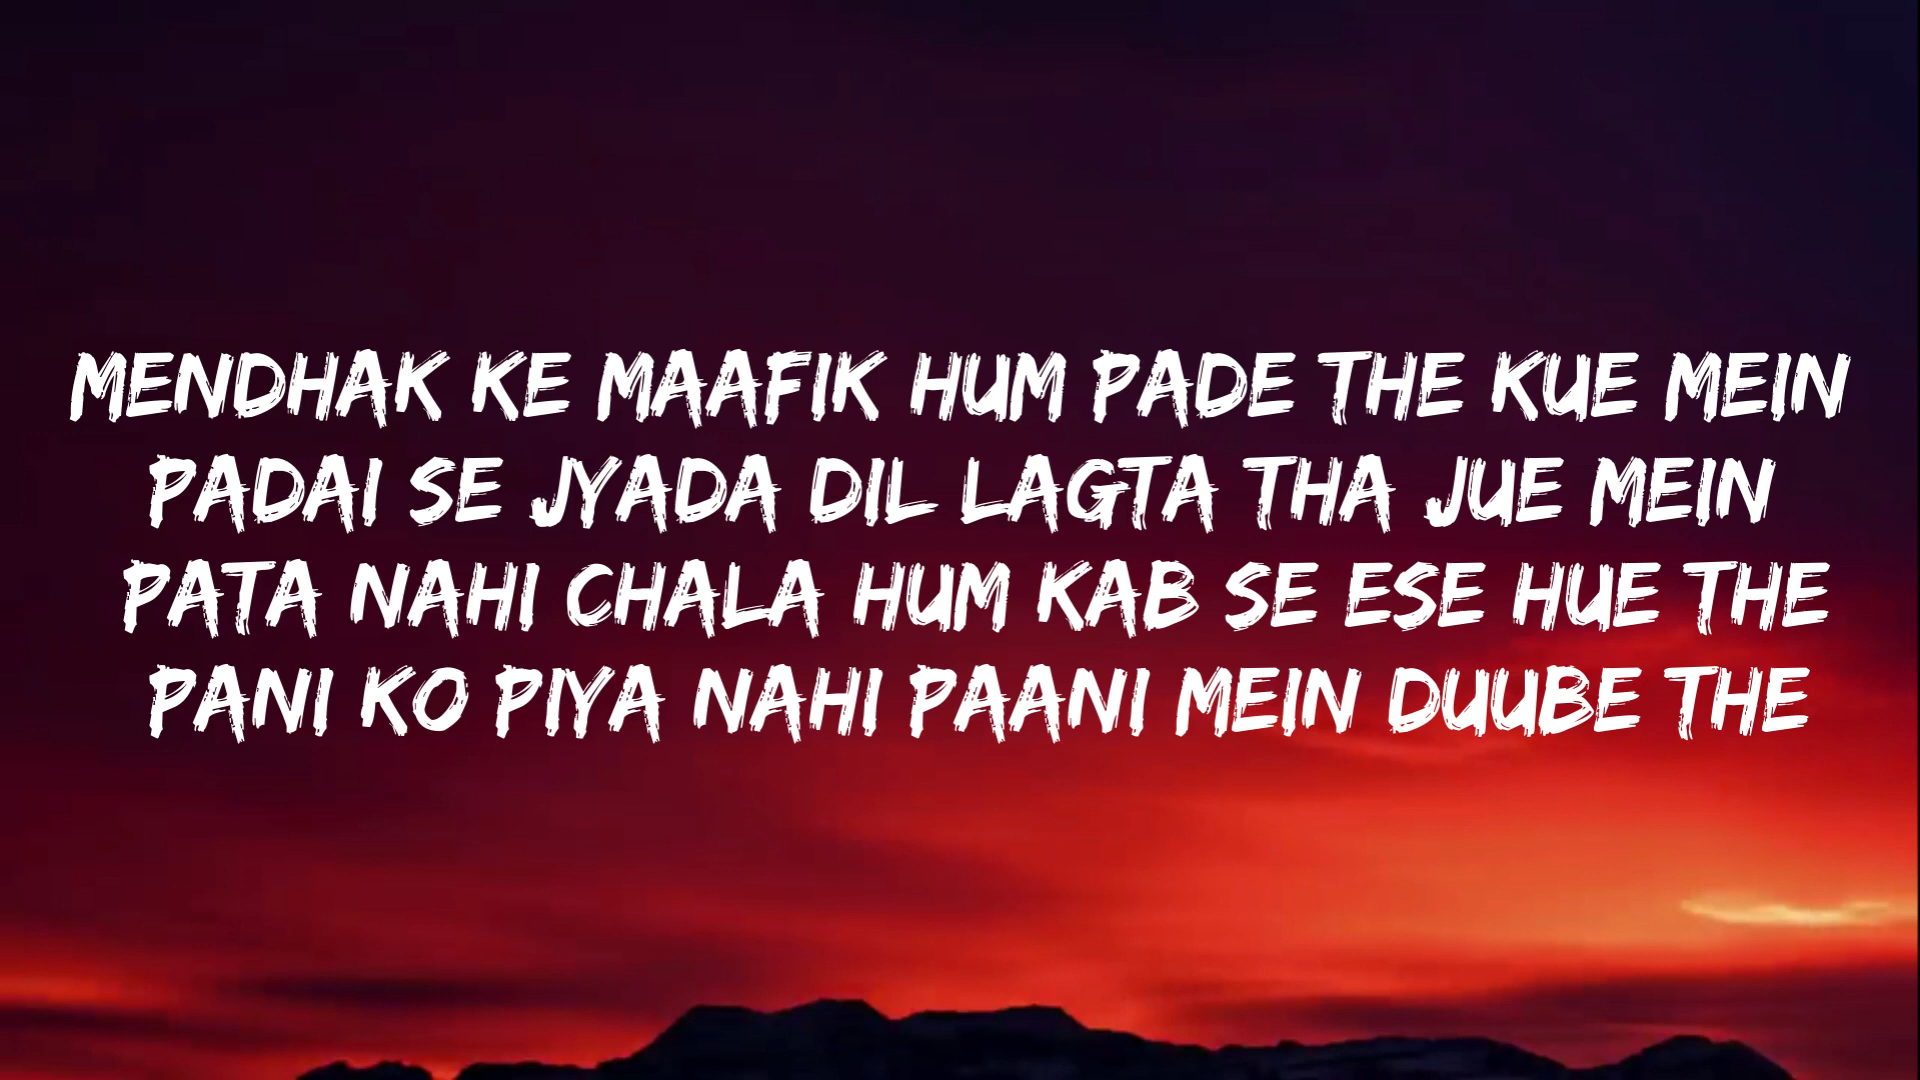 MENDHAK KE MAAFIK HUM PADE THE KUE MEIN
PADAI SE JYADA DIL LAGTA THA JUE MEIN
PATA NAHI CHALA HUM KAB SE ESE HUE THE
PANI KO PIYA NAHI PAANI MEIN DUUBE THE